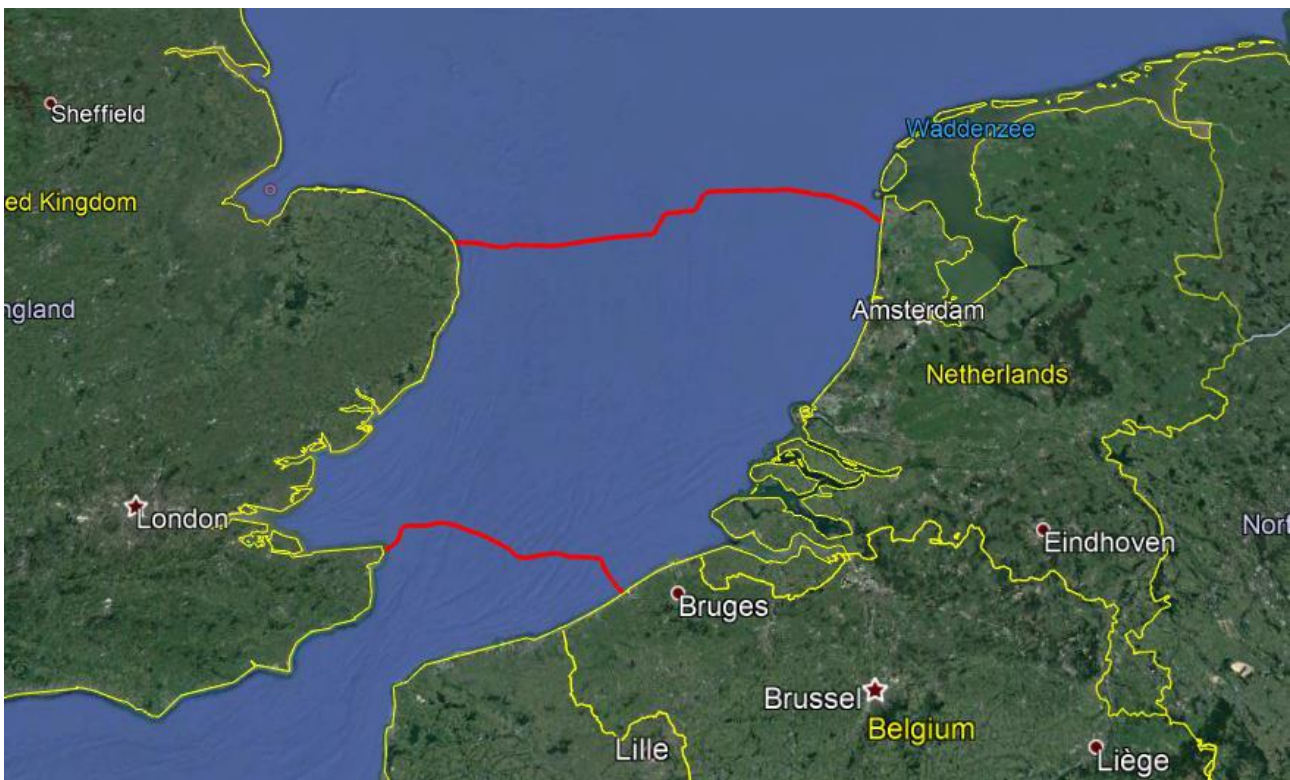 Sheffield
Waddenzee
ed Kingdom
ngland
Amsterdam
Netherlands
London
Eindhoven
Nort
Bruges
Brussel
Belgium
Lille
Liège